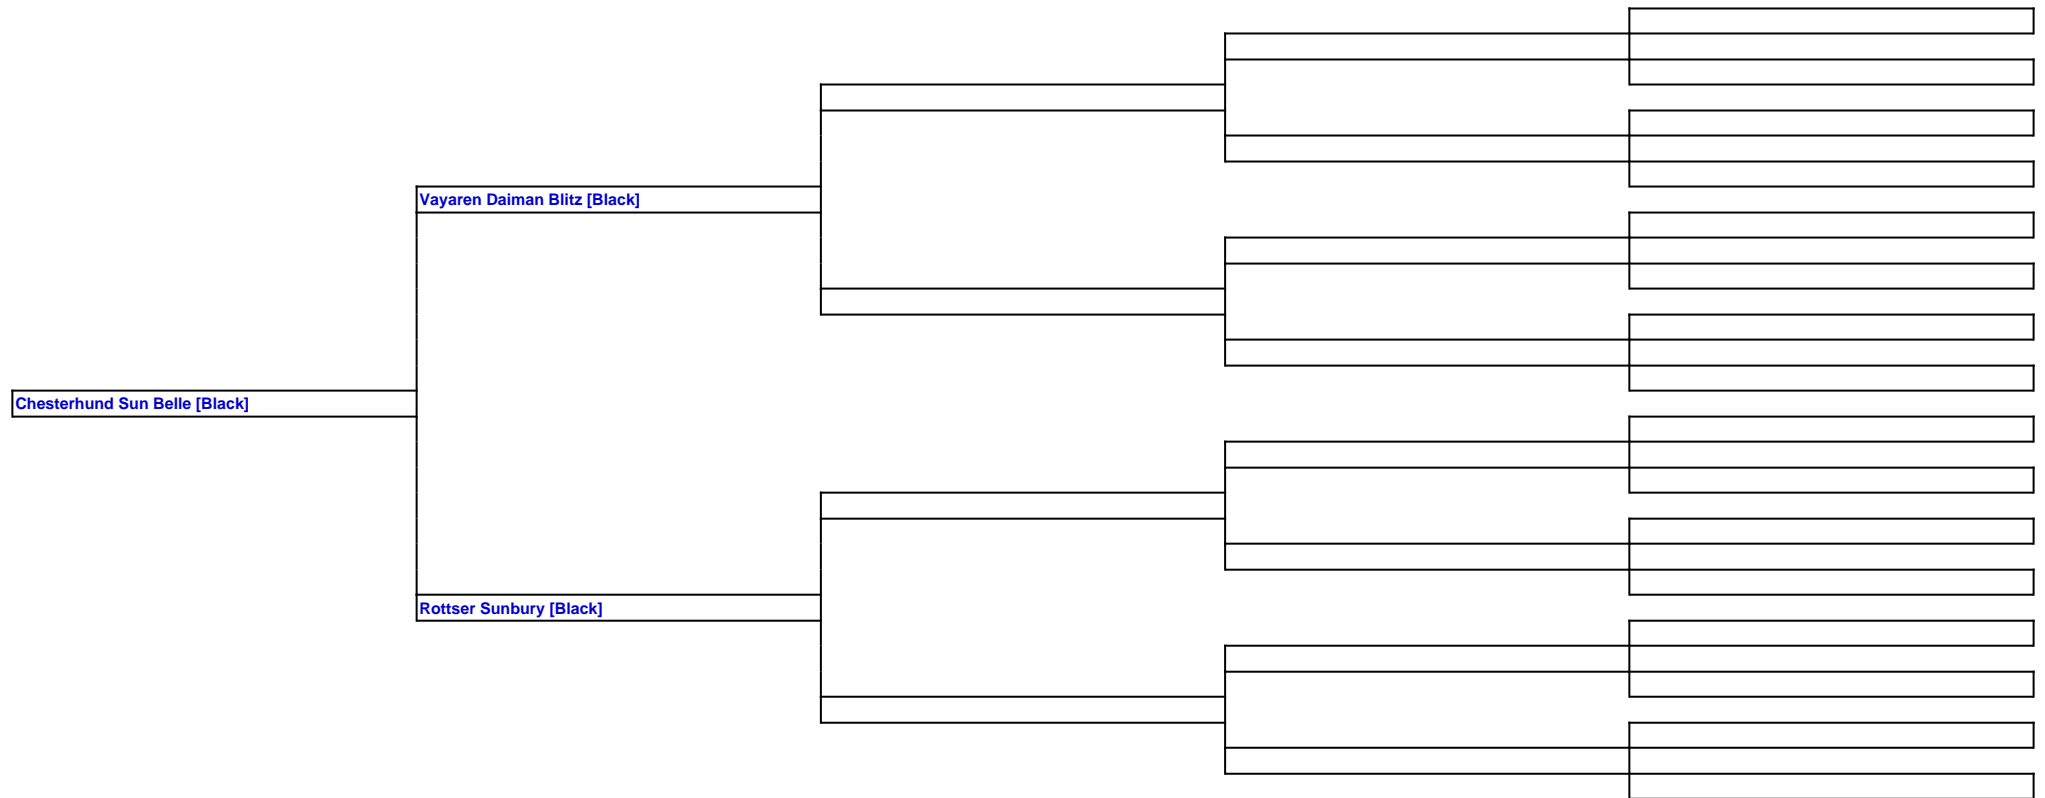 Vayaren Daiman Blitz [Black]
Chesterhund Sun Belle [Black]
Rottser Sunbury [Black]